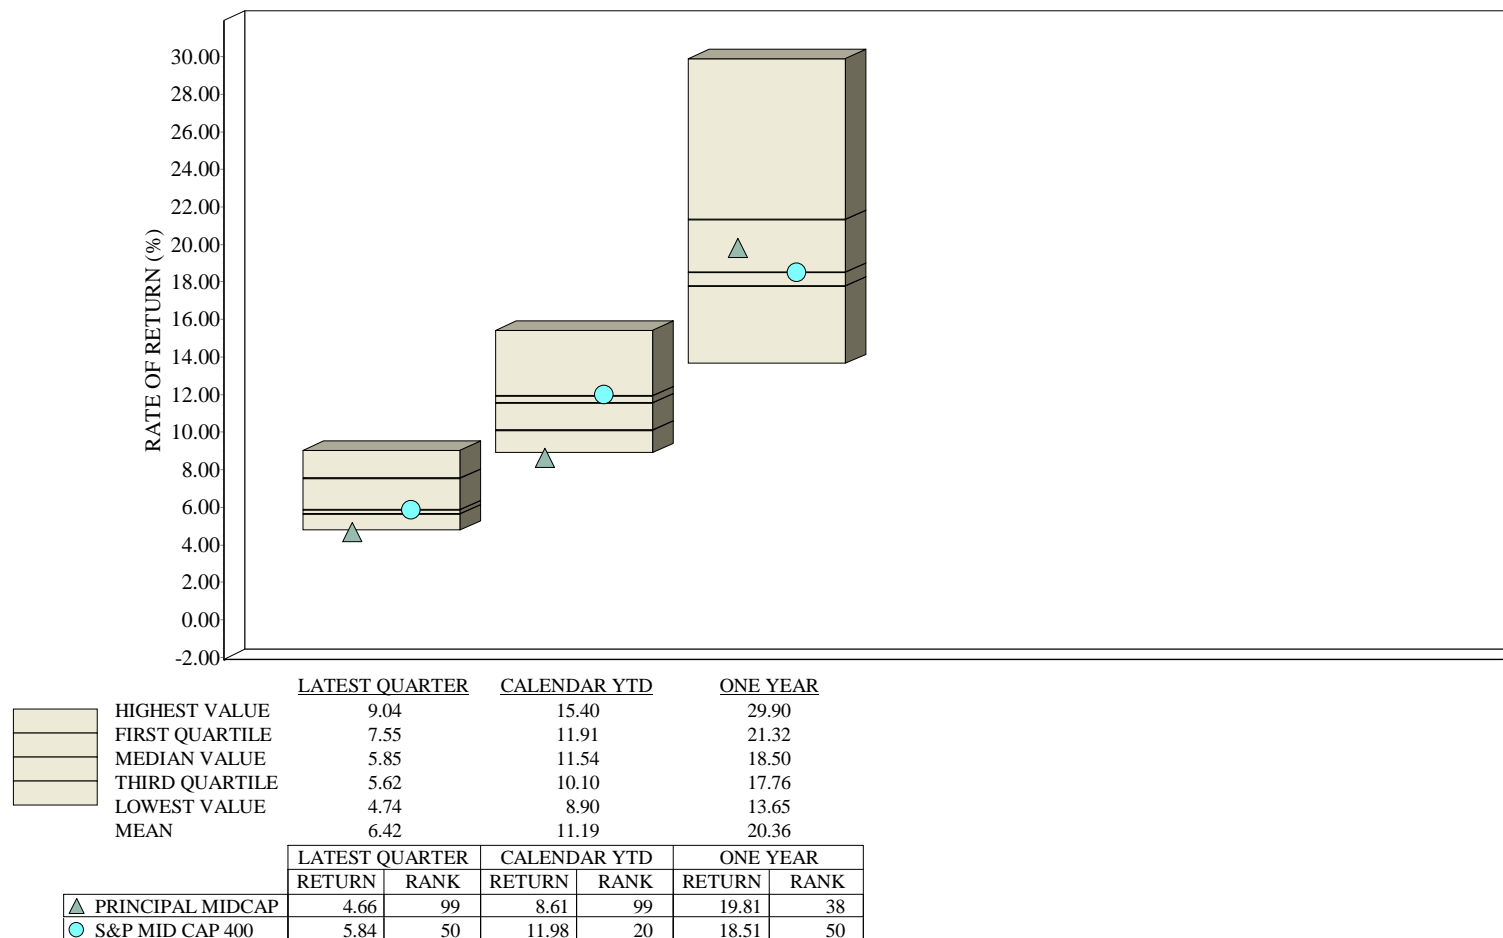 30.00
28.00
26.00
24.00
22.00
20.00
18.00
16.00
14.00
12.00
10.00
8.00
6.00
4.00
2.00
0.00
-2.00
RATE OF RETURN (%)
LATEST QUARTER CALENDAR YTD ONE YEAR
HIGHEST VALUE 9.04 15.40 29.90
FIRST QUARTILE 7.55 11.91 21.32
MEDIAN VALUE 5.85 11.54 18.50
THIRD QUARTILE 5.62 10.10 17.76
LOWEST VALUE 4.74 8.90 13.65
MEAN 6.42 11.19 20.36
LATEST QUARTER CALENDAR YTD ONE YEAR
RETURN RANK RETURN RANK RETURN RANK
PRINCIPAL MIDCAP 4.66 99 8.61 99 19.81 38
S&P MID CAP 400 5.84 50 11.98 20 18.51 50